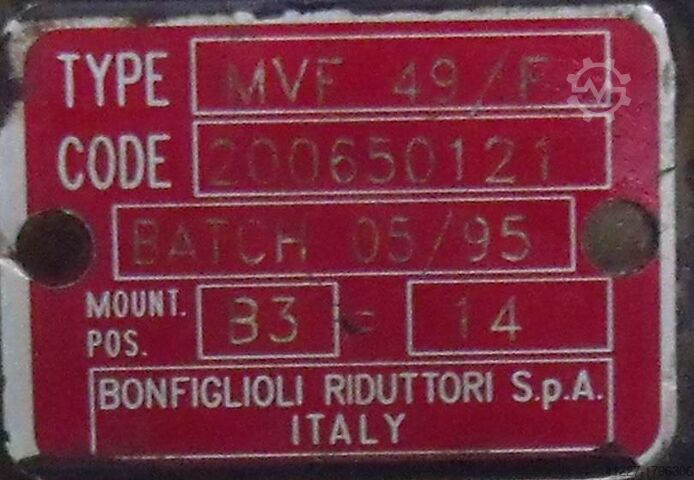 TYPE MVF 49/F
CODE 200650121
BATCH 05/95
MOUNT. POS. B3 - 14
BONFIGLIOLI RIDUTTORI S.p.A.
ITALY